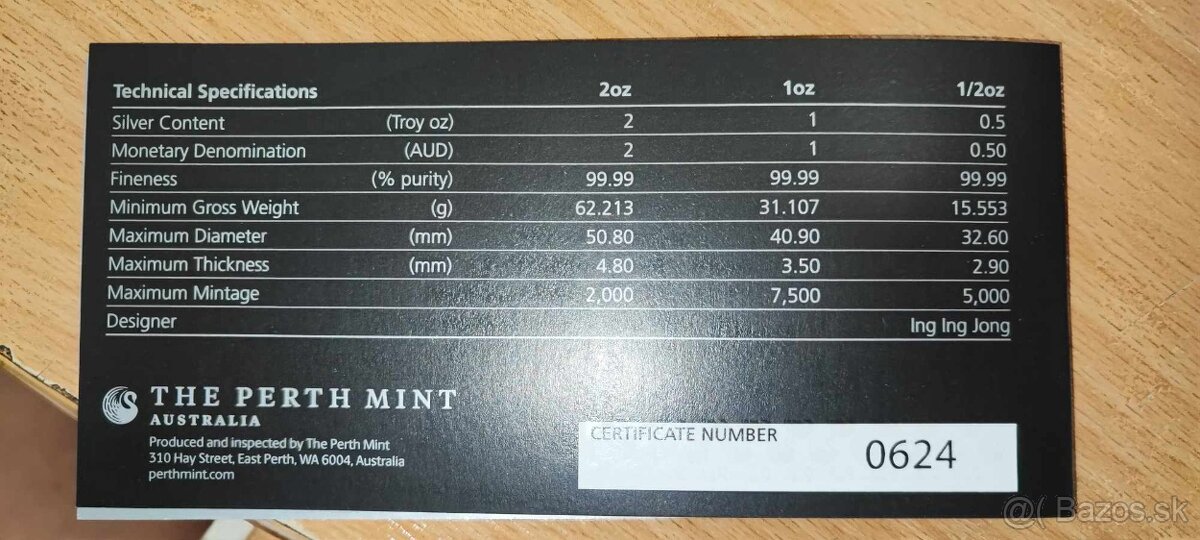 Technical Specifications 2oz 1oz 1/2oz
Silver Content (Troy oz) 2 1 0.5
Monetary Denomination (AUD) 2 1 0.50
Fineness (% purity) 99.99 99.99 99.99
Minimum Gross Weight (g) 62.213 31.107 15.553
Maximum Diameter (mm) 50.80 40.90 32.60
Maximum Thickness (mm) 4.80 3.50 2.90
Maximum Mintage 2,000 7,500 5,000
Designer Ing Ing Jong
THE PERTH MINT
AUSTRALIA
Produced and inspected by The Perth Mint
310 Hay Street, East Perth, WA 6004, Australia
perthmint.com
CERTIFICATE NUMBER
0624
@( Bazos.sk